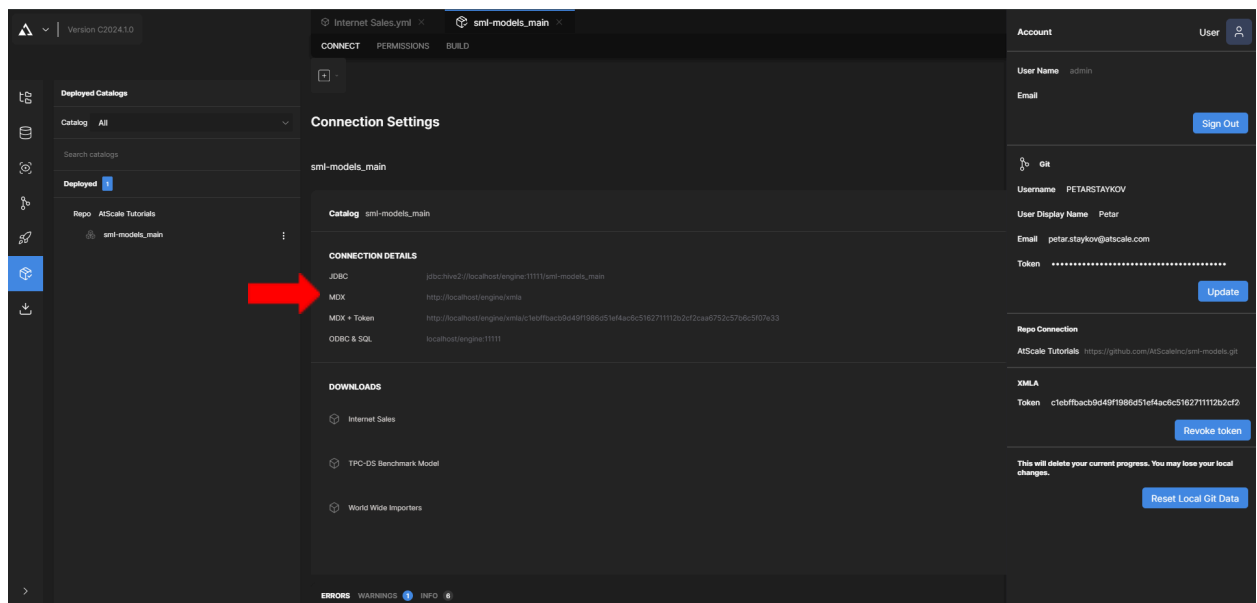 Version C2024.1.0
Deployed Catalogs
Catalog All
Search catalogs
Deployed 1
Repo AtScale Tutorials
sml-models_main
Internet Sales.yml
sml-models_main
CONNECT PERMISSIONS BUILD
Connection Settings
sml-models_main
Catalog sml-models_main
CONNECTION DETAILS
JDBC jdbc:hive2://localhost/engine:11111/sml-models_main
MDX http://localhost/engine/xmla
MDX + Token
ODBC & SQL localhost/engine:11111
DOWNLOADS
Internet Sales
TPC-DS Benchmark Model
World Wide Importers
ERRORS WARNINGS 1 INFO 6
Account User
User Name admin
Email
Sign Out
Git
Username PETARSTAYKOV
User Display Name Petar
Email petar.staykov@atscale.com
Token
Update
Repo Connection
AtScale Tutorials https://github.com/AtScaleInc/sml-models.git
XMLA
Token c1ebffbacb9d49f1986d51ef4ac6c5162711112b2cf2
Revoke token
This will delete your current progress. You may lose your local
changes.
Reset Local Git Data